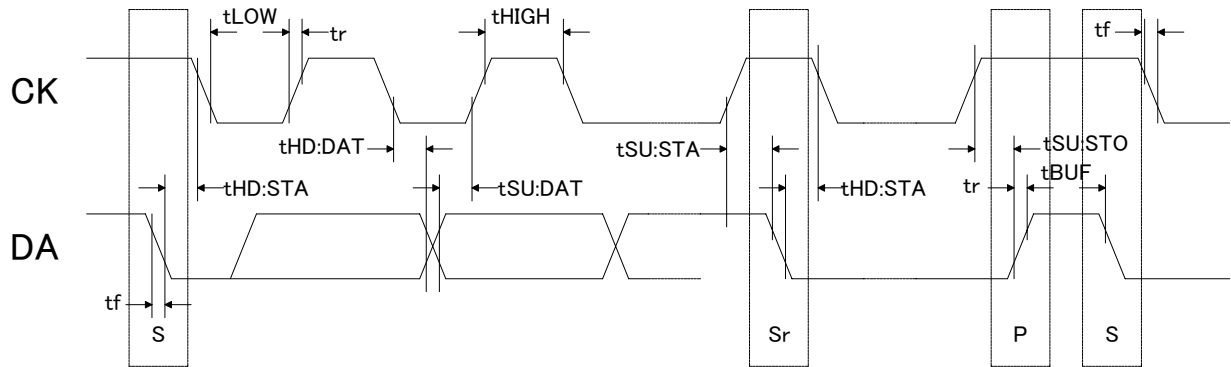 tLOW
tr
tHIGH
tf
CK
tHD:DAT
tSU:STA
tSU:STO
tHD:STA
tSU:DAT
tHD:STA
tr
tBUF
DA
tf
S
Sr
P
S